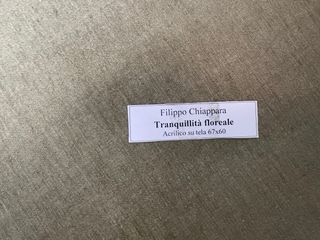 Filippo Chiappara
Tranquillità floreale
Acrilico su tela 67x60